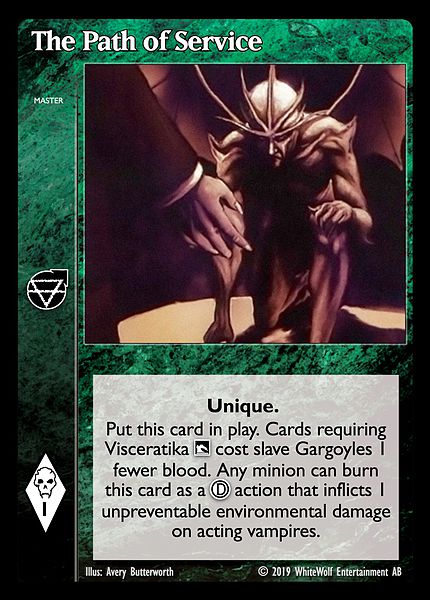 The Path of Service
MASTER
Unique.
Put this card in play. Cards requiring
Visceratika cost slave Gargoyles 1
fewer blood. Any minion can burn
this card as a D action that inflicts 1
unpreventable environmental damage
on acting vampires.
1
Illus: Avery Butterworth © 2019 WhiteWolf Entertainment AB